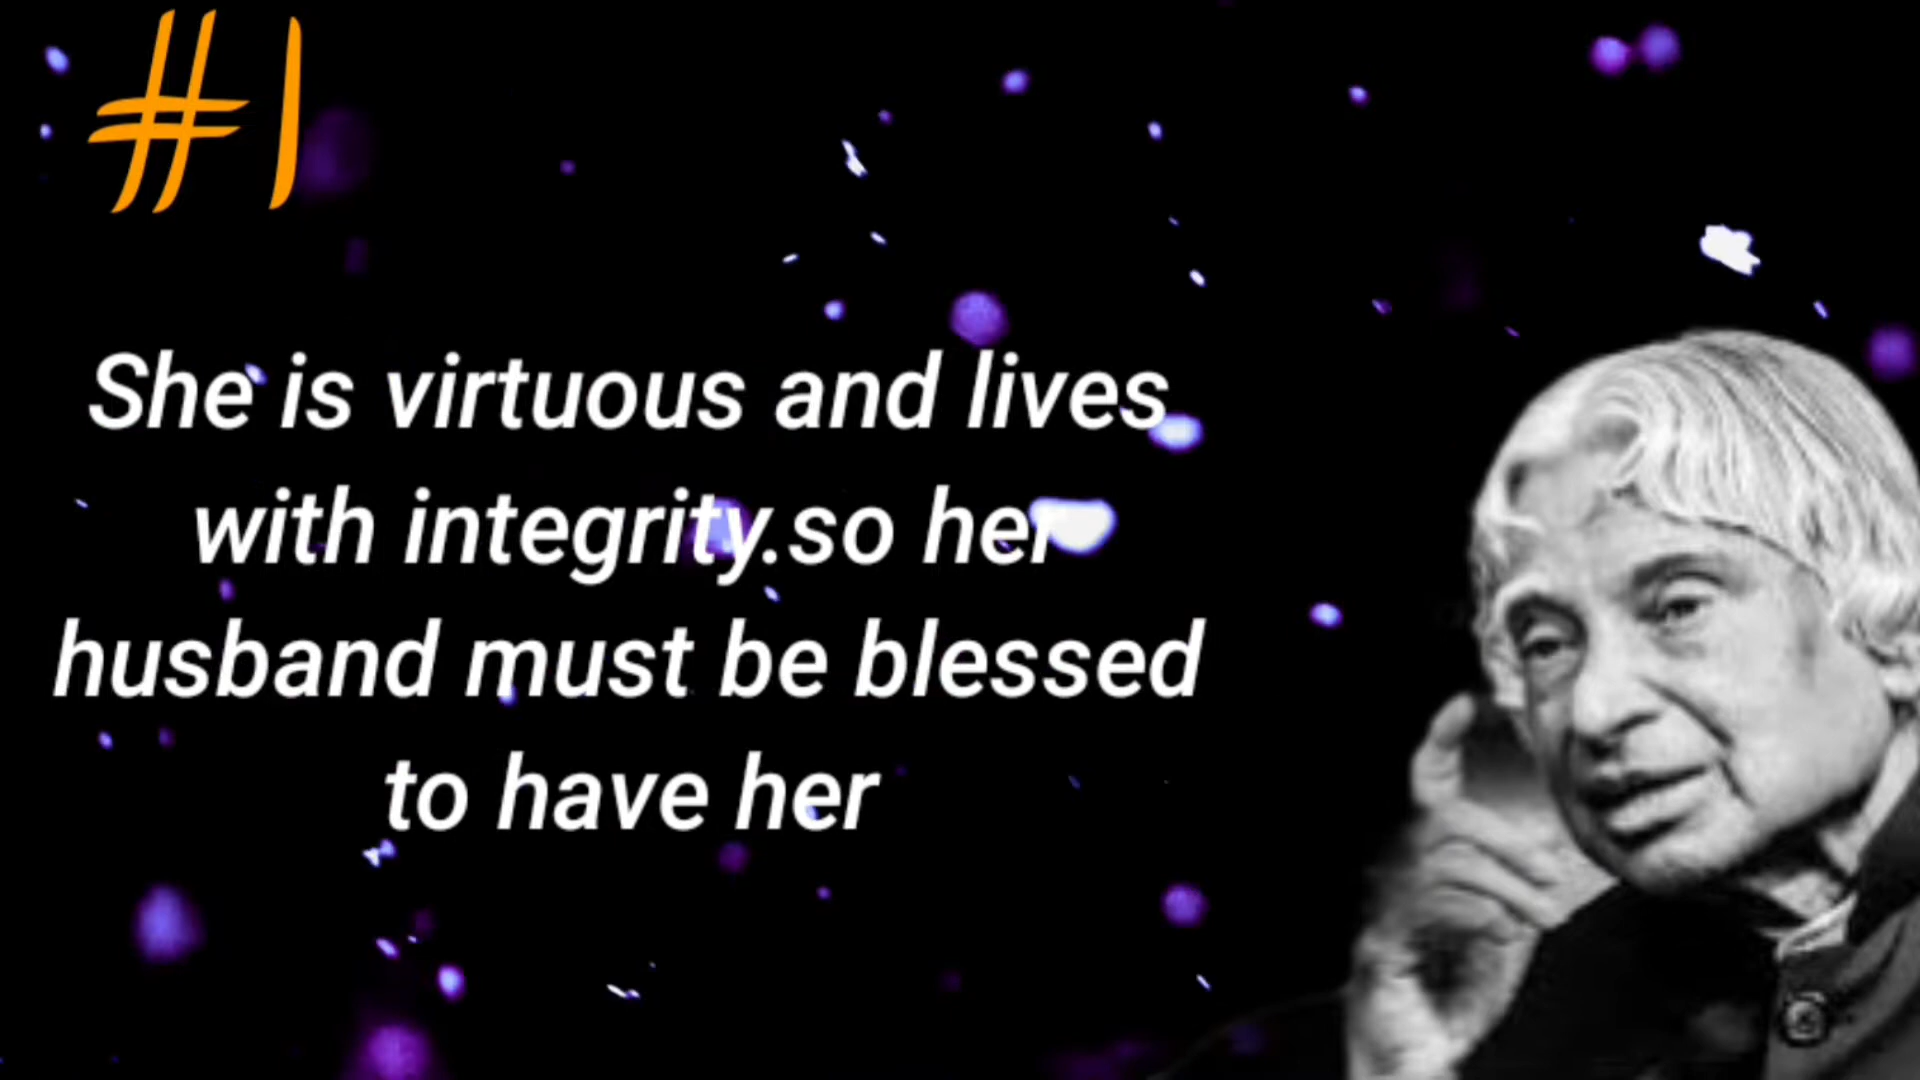 #1
She is virtuous and lives
with integrity.so her
husband must be blessed
to have her